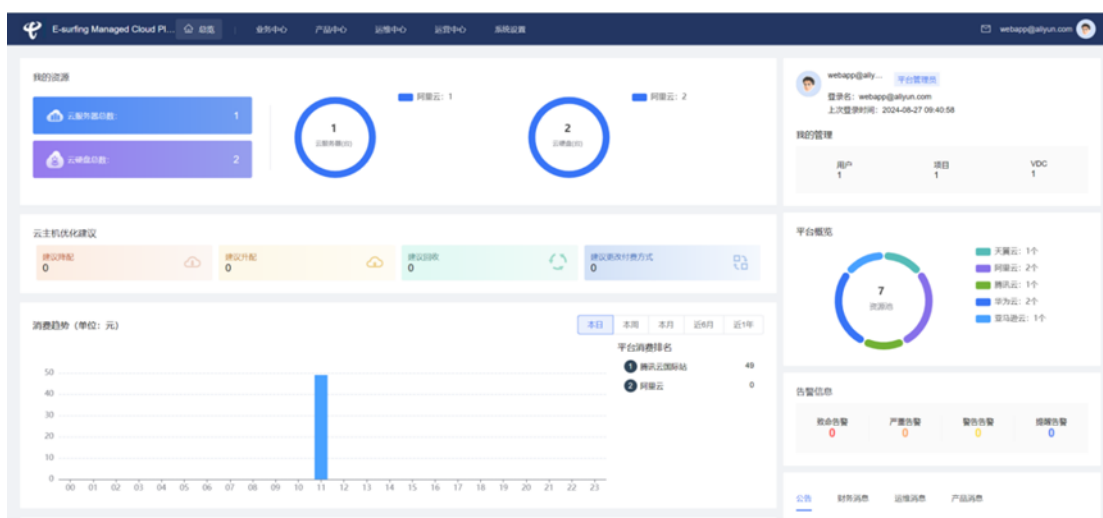 E-surfing Managed Cloud Pl...
总览
业务中心
产品中心
运维中心
运营中心
系统设置
webapp@aliyun.com
我的资源
云服务器总数: 1
云硬盘总数: 2
1
云服务器(台)
阿里云: 1
2
云硬盘(台)
阿里云: 2
云主机优化建议
建议降配
0
建议升配
0
建议回收
0
建议更改付费方式
0
消费趋势 (单位: 元)
本日 本周 本月 近6月 近1年
平台消费排名
1 腾讯云国际站 49
2 阿里云 0
50
40
30
20
10
0
00 01 02 03 04 05 06 07 08 09 10 11 12 13 14 15 16 17 18 19 20 21 22 23
webapp@aliy... 平台管理员
登录名: webapp@aliyun.com
上次登录时间: 2024-08-27 09:40:58
我的管理
用户 项目 VDC
1 1 1
平台概览
7
资源池
天翼云: 1个
阿里云: 2个
腾讯云: 1个
华为云: 2个
亚马逊云: 1个
告警信息
致命告警 严重告警 警告告警 提醒告警
0 0 0 0
公告 财务消息 运维消息 产品消息